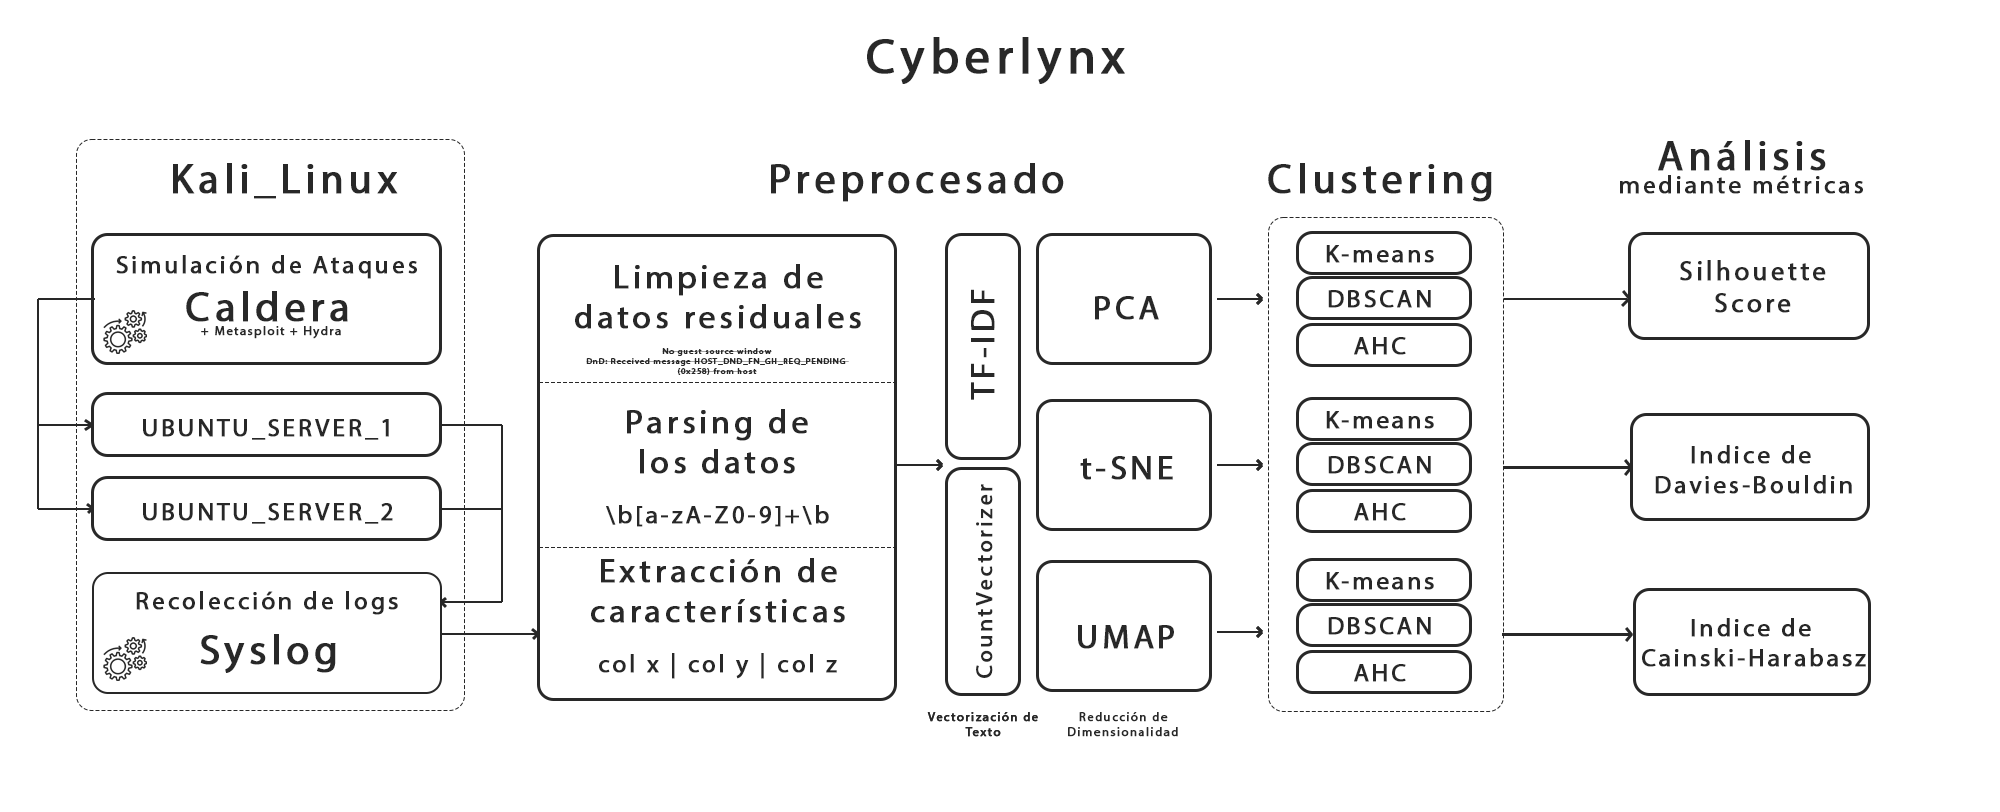 Cyberlynx
Kali_Linux
Simulación de Ataques
Caldera
+ Metasploit + Hydra
UBUNTU_SERVER_1
UBUNTU_SERVER_2
Recolección de logs
Syslog
Preprocesado
Limpieza de
datos residuales
No guest source window
DnD: Received message HOST_DND_FN_GH_REQ_PENDING
(0x258) from host
Parsing de
los datos
\b[a-zA-Z0-9]+\b
Extracción de
características
col x | col y | col z
TF-IDF
CountVectorizer
Vectorización de
Texto
PCA
t-SNE
UMAP
Reducción de
Dimensionalidad
Clustering
K-means
DBSCAN
AHC
K-means
DBSCAN
AHC
K-means
DBSCAN
AHC
Análisis
mediante métricas
Silhouette
Score
Indice de
Davies-Bouldin
Indice de
Cainski-Harabasz